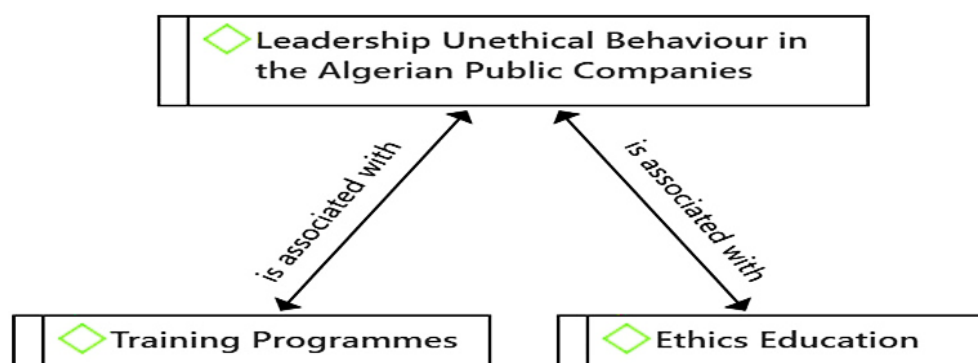 Leadership Unethical Behaviour in
the Algerian Public Companies
is associated with
is associated with
Training Programmes
Ethics Education